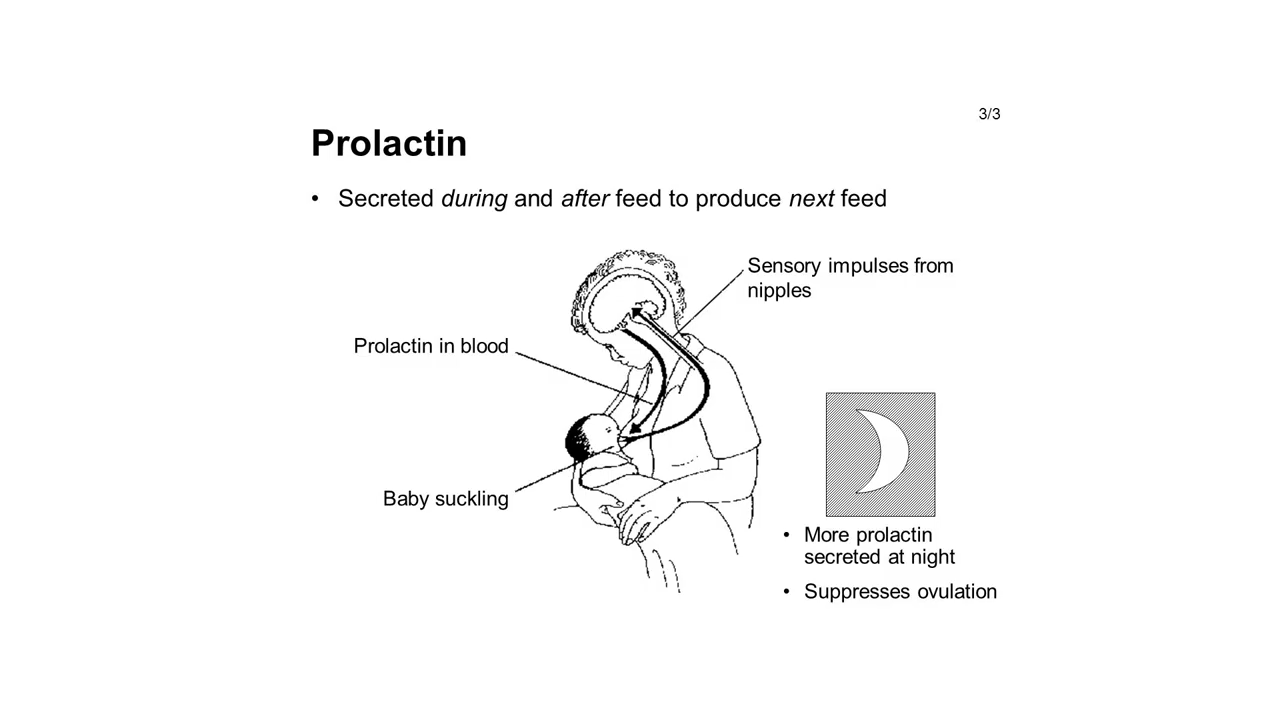 3/3
Prolactin
• Secreted during and after feed to produce next feed
Sensory impulses from
nipples
Prolactin in blood
Baby suckling
• More prolactin
secreted at night
• Suppresses ovulation